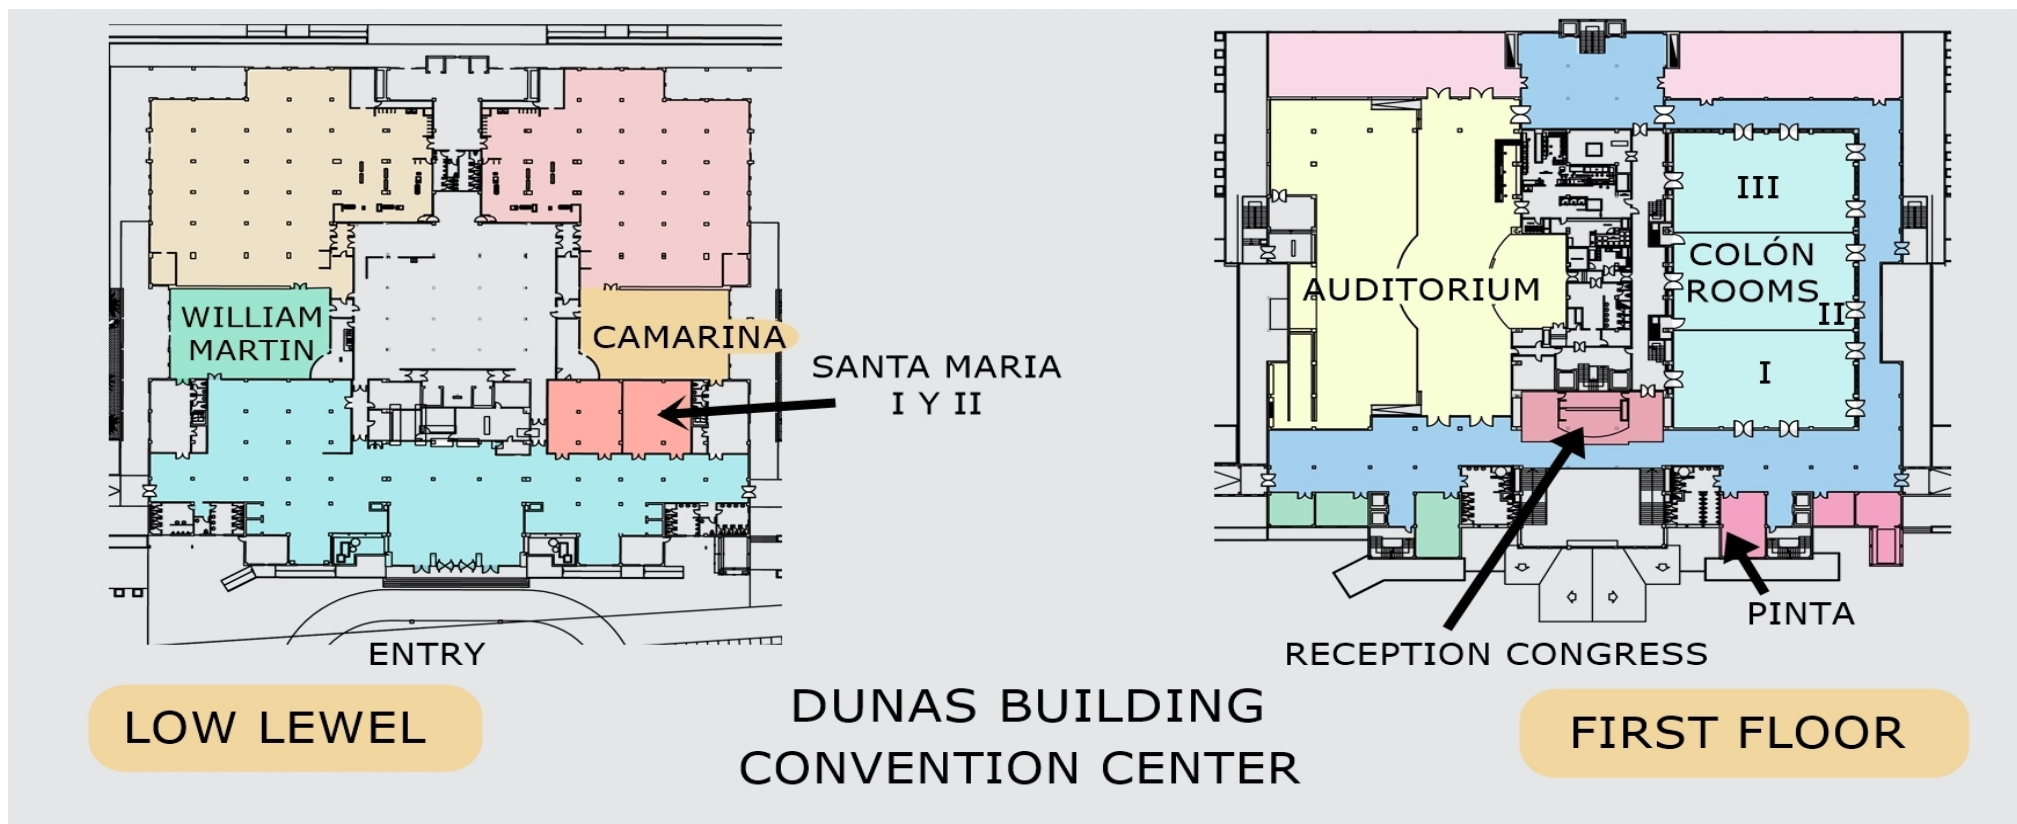 WILLIAM
MARTIN
CAMARINA
SANTA MARIA
I Y II
ENTRY
LOW LEWEL
DUNAS BUILDING
CONVENTION CENTER
AUDITORIUM
III
COLÓN
ROOMS
II
I
PINTA
RECEPTION CONGRESS
FIRST FLOOR